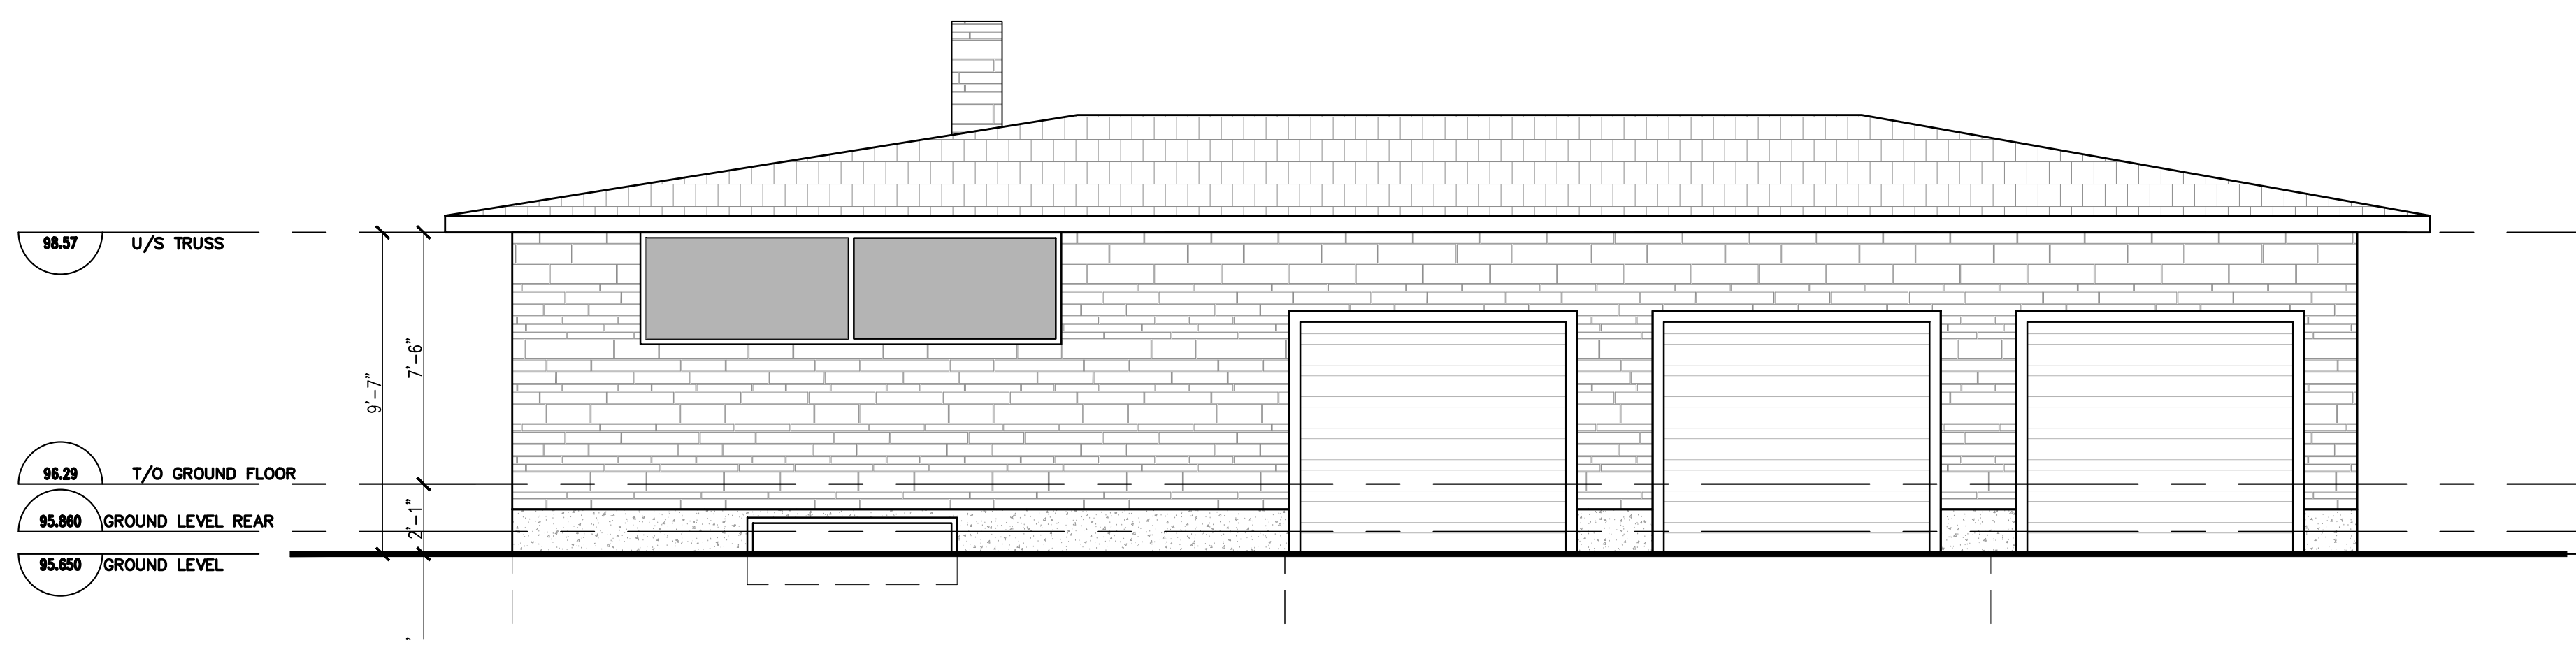 98.57 U/S TRUSS
9'-7"
7'-6"
96.29 T/O GROUND FLOOR
95.860 GROUND LEVEL REAR
2'-1"
95.650 GROUND LEVEL